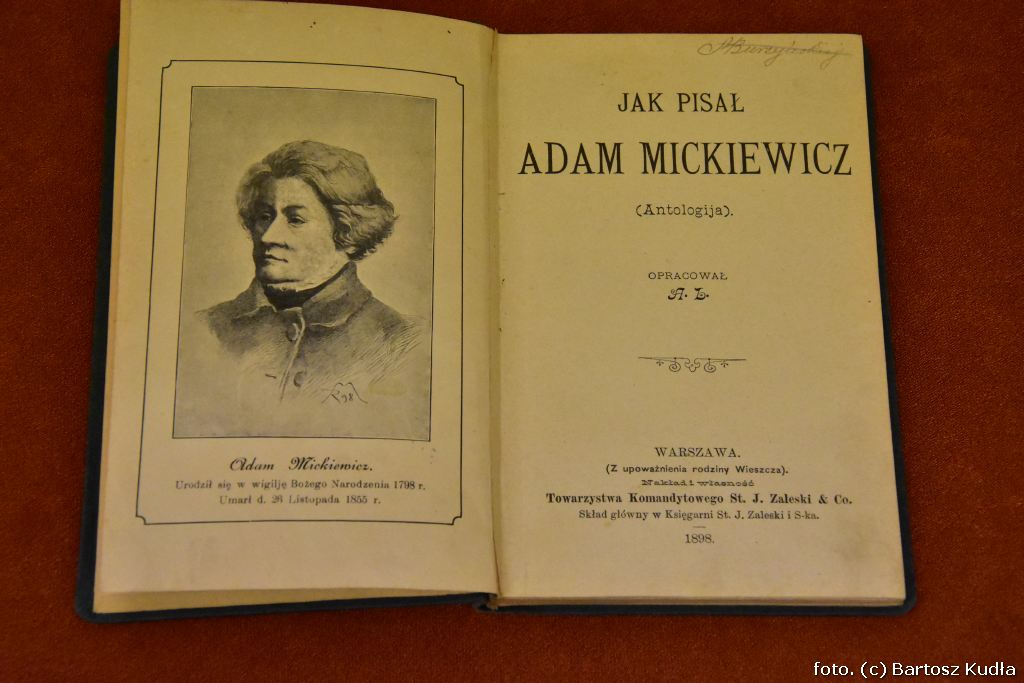 Adam Mickiewicz.
Urodził się w wigilję Bożego Narodzenia 1798 r.
Umarł d. 26 Listopada 1855 r.
JAK PISAŁ
ADAM MICKIEWICZ
(Antologija).
OPRACOWAŁ
A. L.
WARSZAWA.
(Z upoważnienia rodziny Wieszcza).
Nakład i własność
Towarzystwa Komandytowego St. J. Zaleski & Co.
Skład główny w Księgarni St. J. Zaleski i S-ka.
1898.
foto. (c) Bartosz Kudła